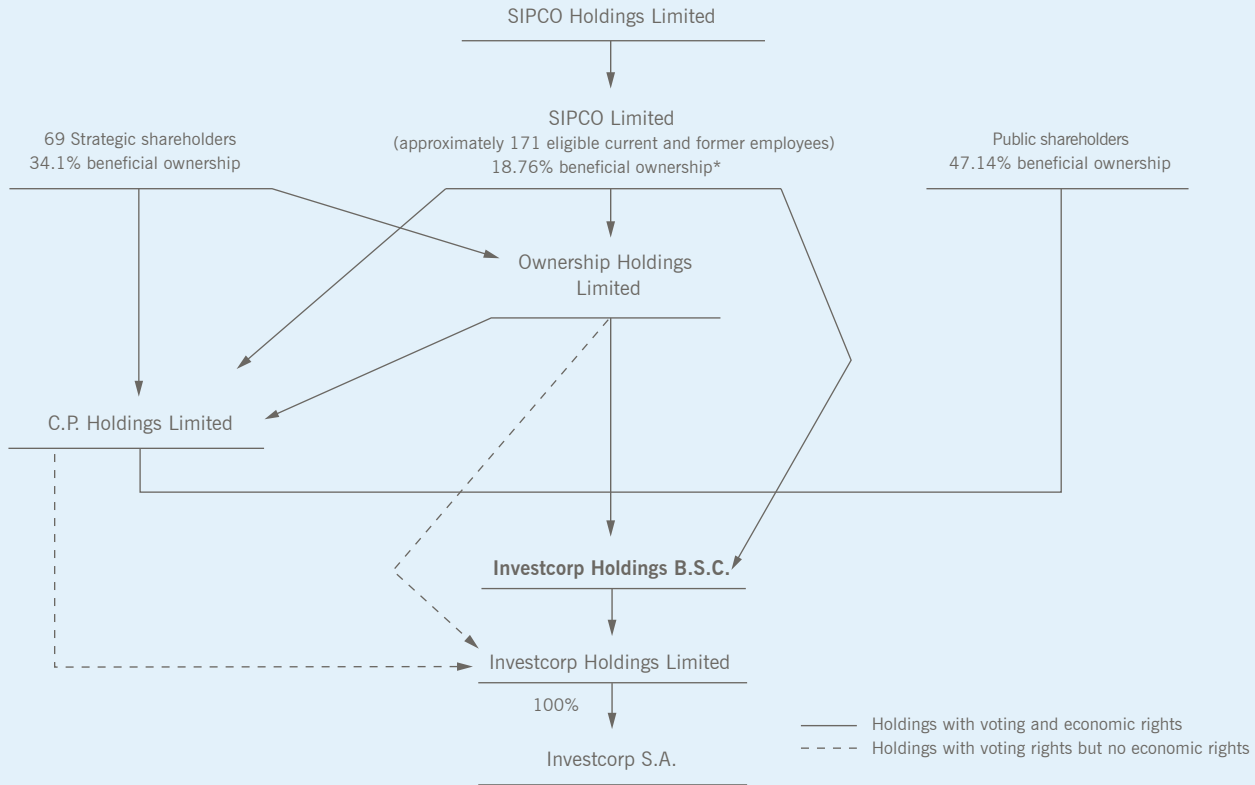 SIPCO Holdings Limited
SIPCO Limited
(approximately 171 eligible current and former employees)
18.76% beneficial ownership*
69 Strategic shareholders
34.1% beneficial ownership
Public shareholders
47.14% beneficial ownership
Ownership Holdings
Limited
C.P. Holdings Limited
Investcorp Holdings B.S.C.
Investcorp Holdings Limited
100%
Investcorp S.A.
Holdings with voting and economic rights
Holdings with voting rights but no economic rights